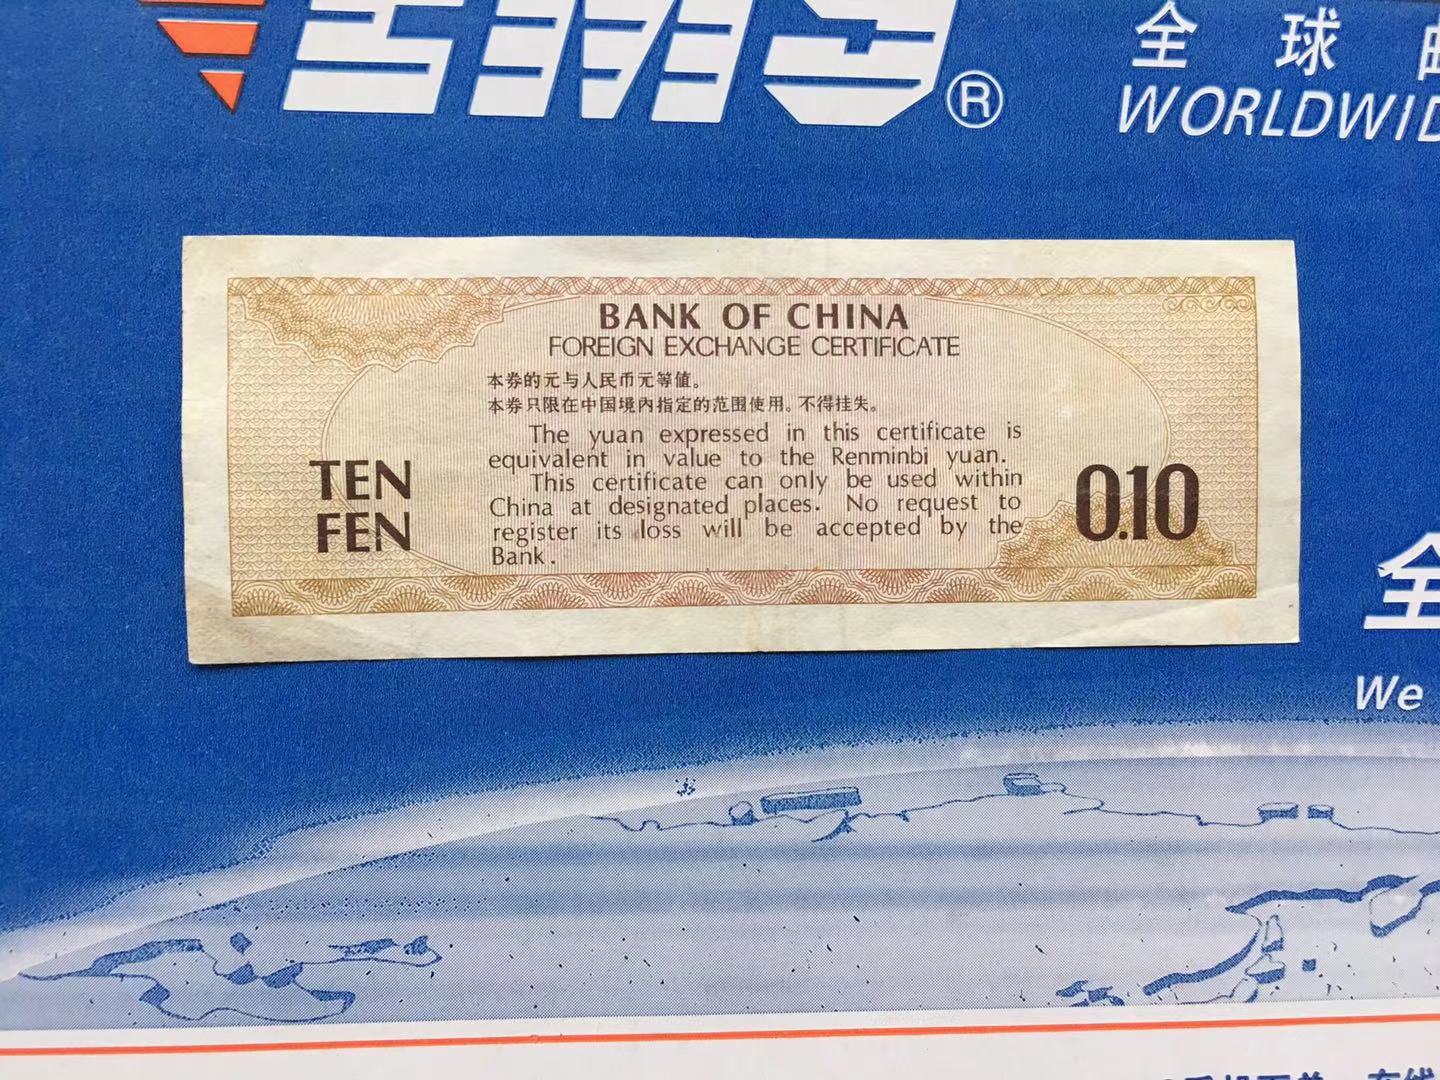 EMS®
全球
WORLDWID
BANK OF CHINA
FOREIGN EXCHANGE CERTIFICATE
本券的元与人民币元等值。
本券只限在中国境内指定的范围使用。不得挂失。
The yuan expressed in this certificate is
equivalent in value to the Renminbi yuan.
This certificate can only be used within
China at designated places. No request to
register its loss will be accepted by the
Bank.
TEN
FEN
0.10
全
We